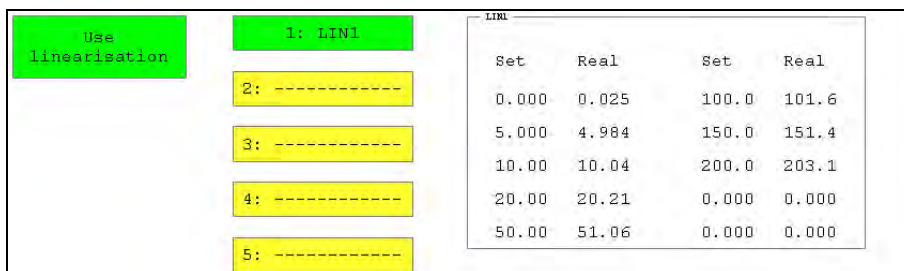 Use
linearisation
1: LIN1
2: ------------
3: ------------
4: ------------
5: ------------
LIN1
Set Real Set Real
0.000 0.025 100.0 101.6
5.000 4.984 150.0 151.4
10.00 10.04 200.0 203.1
20.00 20.21 0.000 0.000
50.00 51.06 0.000 0.000